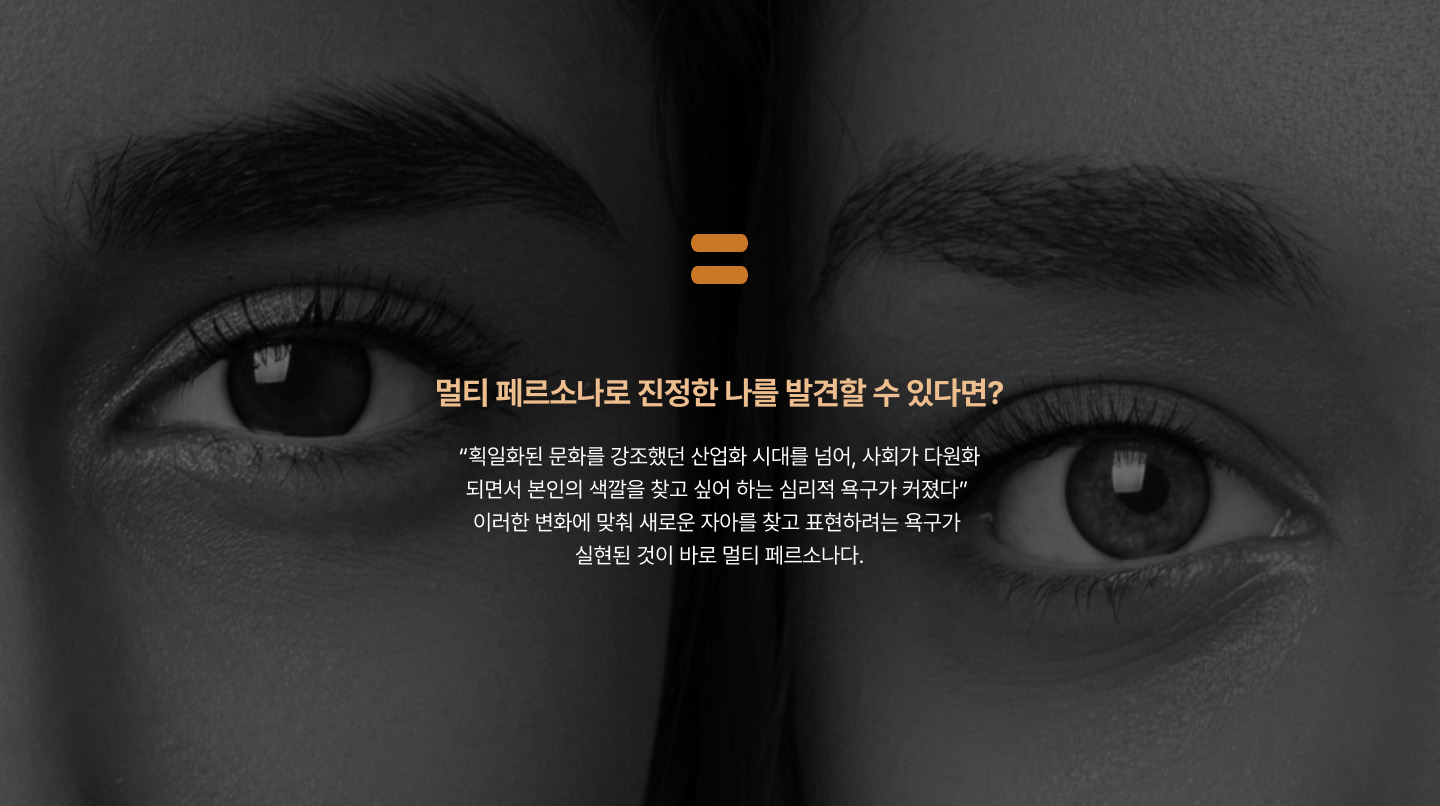 멀티 페르소나로 진정한 나를 발견할 수 있다면?
“획일화된 문화를 강조했던 산업화 시대를 넘어, 사회가 다원화
되면서 본인의 색깔을 찾고 싶어 하는 심리적 욕구가 커졌다”
이러한 변화에 맞춰 새로운 자아를 찾고 표현하려는 욕구가
실현된 것이 바로 멀티 페르소나다.